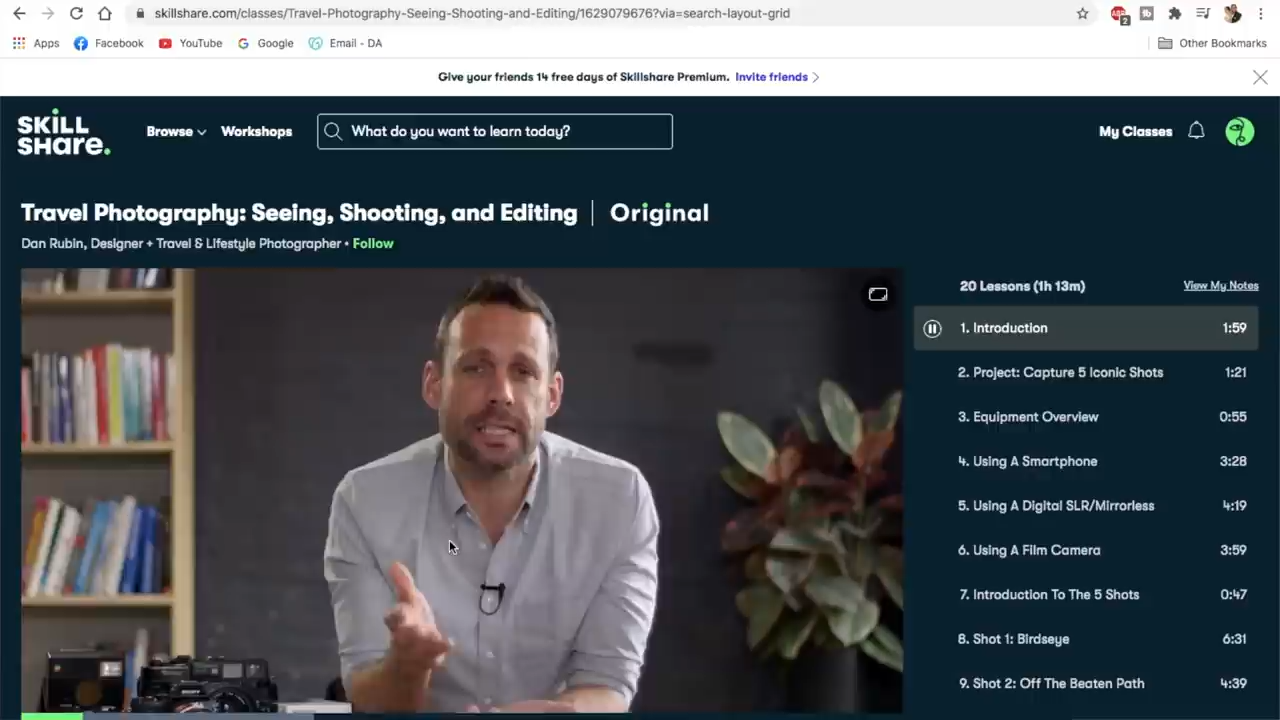 skillshare.com/classes/Travel-Photography-Seeing-Shooting-and-Editing/1629079676?via=search-layout-grid
2
Apps Facebook YouTube Google Email - DA Other Bookmarks
Give your friends 14 free days of Skillshare Premium. Invite friends
SKILL
SHare.
Browse Workshops What do you want to learn today? My Classes
Travel Photography: Seeing, Shooting, and Editing | Original
Dan Rubin, Designer + Travel & Lifestyle Photographer • Follow
20 Lessons (1h 13m) View My Notes
1. Introduction 1:59
2. Project: Capture 5 Iconic Shots 1:21
3. Equipment Overview 0:55
4. Using A Smartphone 3:28
5. Using A Digital SLR/Mirrorless 4:19
6. Using A Film Camera 3:59
7. Introduction To The 5 Shots 0:47
8. Shot 1: Birdseye 6:31
9. Shot 2: Off The Beaten Path 4:39